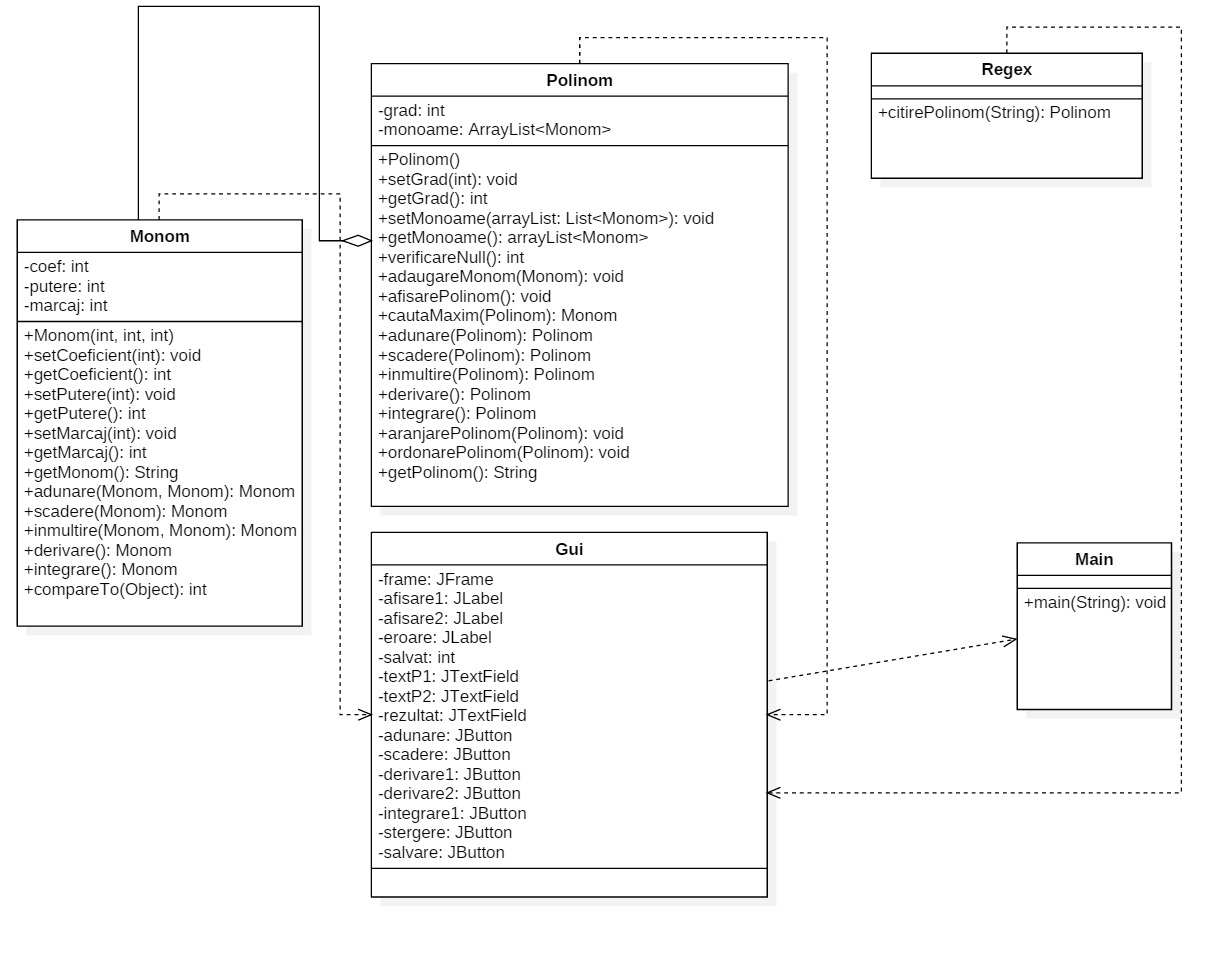 Polinom
-grad: int
-monoame: ArrayList<Monom>
+Polinom()
+setGrad(int): void
+getGrad(): int
+setMonoame(arrayList: List<Monom>): void
+getMonoame(): arrayList<Monom>
+verificareNull(): int
+adaugareMonom(Monom): void
+afisarePolinom(): void
+cautaMaxim(Polinom): Monom
+adunare(Polinom): Polinom
+scadere(Polinom): Polinom
+inmultire(Polinom): Polinom
+derivare(): Polinom
+integrare(): Polinom
+aranjarePolinom(Polinom): void
+ordonarePolinom(Polinom): void
+getPolinom(): String
Regex
+citirePolinom(String): Polinom
Monom
-coef: int
-putere: int
-marcaj: int
+Monom(int, int, int)
+setCoeficient(int): void
+getCoeficient(): int
+setPutere(int): void
+getPutere(): int
+setMarcaj(int): void
+getMarcaj(): int
+getMonom(): String
+adunare(Monom, Monom): Monom
+scadere(Monom): Monom
+inmultire(Monom, Monom): Monom
+derivare(): Monom
+integrare(): Monom
+compareTo(Object): int
Gui
-frame: JFrame
-afisare1: JLabel
-afisare2: JLabel
-eroare: JLabel
-salvat: int
-textP1: JTextField
-textP2: JTextField
-rezultat: JTextField
-adunare: JButton
-scadere: JButton
-derivare1: JButton
-derivare2: JButton
-integrare1: JButton
-stergere: JButton
-salvare: JButton
Main
+main(String): void